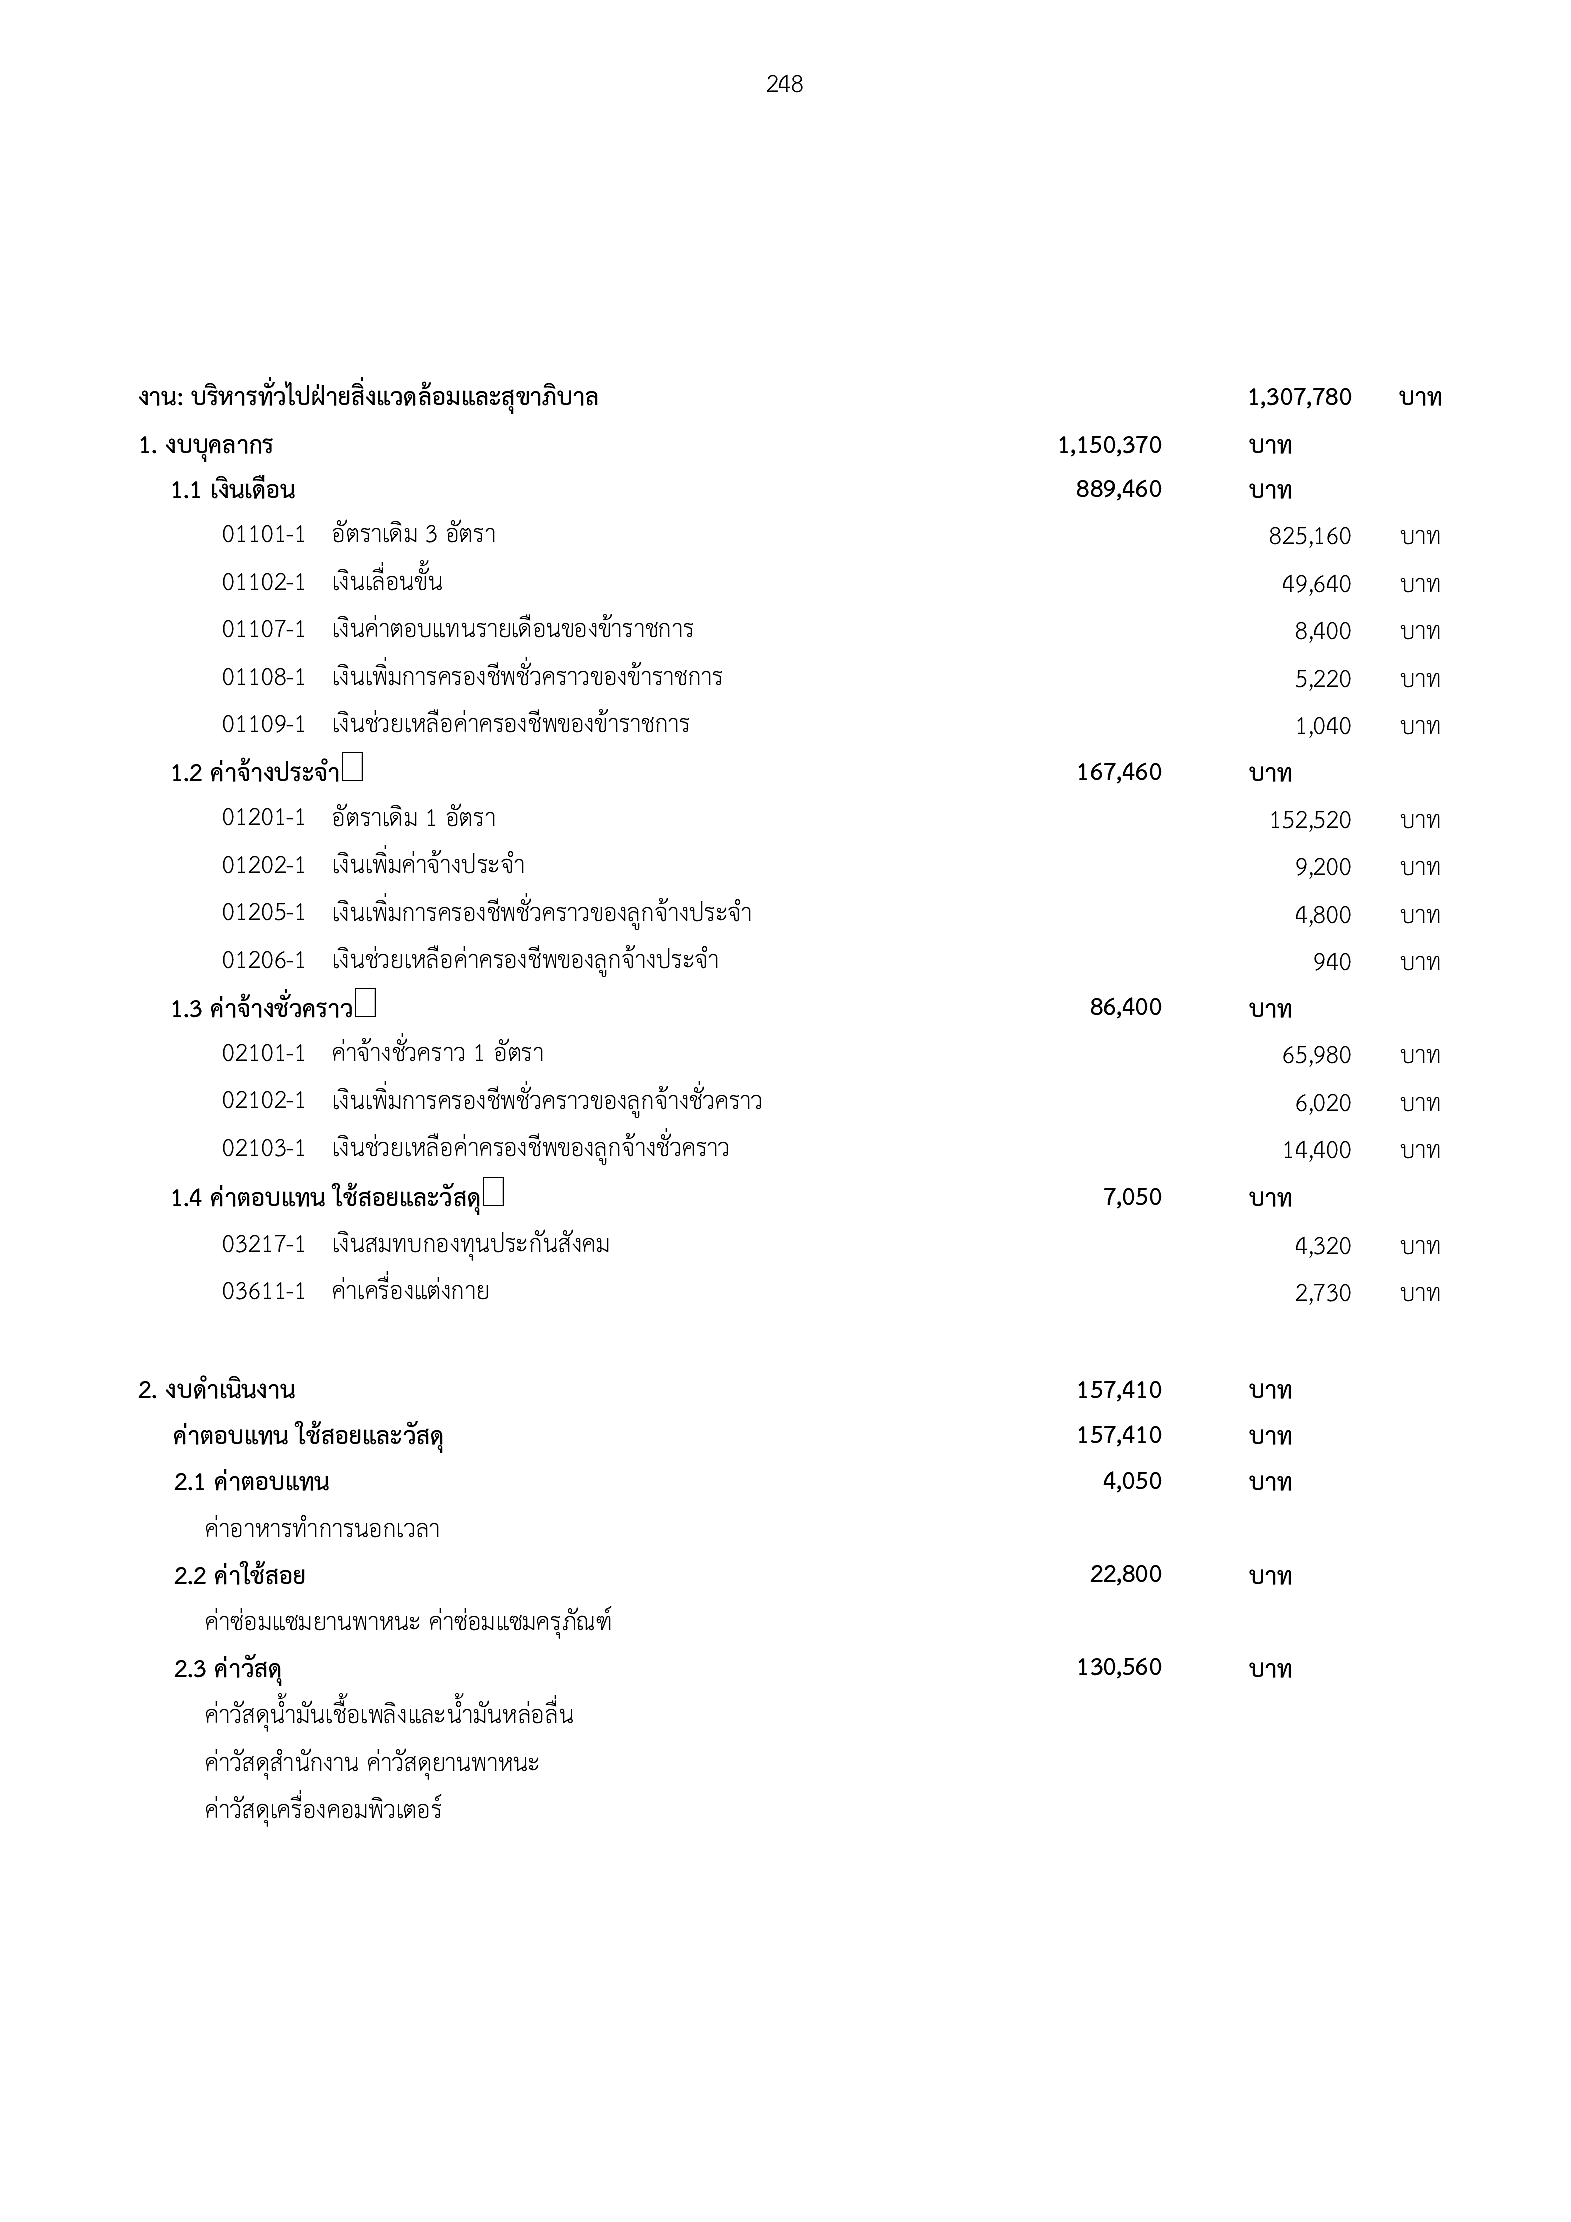 248
งาน: บริหารทั่วไปฝ่ายสิ่งแวดล้อมและสุขาภิบาล 1,307,780 บาท
1. งบบุคลากร 1,150,370 บาท
1.1 เงินเดือน 889,460 บาท
01101-1 อัตราเดิม 3 อัตรา 825,160 บาท
01102-1 เงินเลื่อนขั้น 49,640 บาท
01107-1 เงินค่าตอบแทนรายเดือนของข้าราชการ 8,400 บาท
01108-1 เงินเพิ่มการครองชีพชั่วคราวของข้าราชการ 5,220 บาท
01109-1 เงินช่วยเหลือค่าครองชีพของข้าราชการ 1,040 บาท
1.2 ค่าจ้างประจำ 167,460 บาท
01201-1 อัตราเดิม 1 อัตรา 152,520 บาท
01202-1 เงินเพิ่มค่าจ้างประจำ 9,200 บาท
01205-1 เงินเพิ่มการครองชีพชั่วคราวของลูกจ้างประจำ 4,800 บาท
01206-1 เงินช่วยเหลือค่าครองชีพของลูกจ้างประจำ 940 บาท
1.3 ค่าจ้างชั่วคราว 86,400 บาท
02101-1 ค่าจ้างชั่วคราว 1 อัตรา 65,980 บาท
02102-1 เงินเพิ่มการครองชีพชั่วคราวของลูกจ้างชั่วคราว 6,020 บาท
02103-1 เงินช่วยเหลือค่าครองชีพของลูกจ้างชั่วคราว 14,400 บาท
1.4 ค่าตอบแทน ใช้สอยและวัสดุ 7,050 บาท
03217-1 เงินสมทบกองทุนประกันสังคม 4,320 บาท
03611-1 ค่าเครื่องแต่งกาย 2,730 บาท
2. งบดำเนินงาน 157,410 บาท
ค่าตอบแทน ใช้สอยและวัสดุ 157,410 บาท
2.1 ค่าตอบแทน 4,050 บาท
ค่าอาหารทำการนอกเวลา
2.2 ค่าใช้สอย 22,800 บาท
ค่าซ่อมแซมยานพาหนะ ค่าซ่อมแซมครุภัณฑ์
2.3 ค่าวัสดุ 130,560 บาท
ค่าวัสดุน้ำมันเชื้อเพลิงและน้ำมันหล่อลื่น
ค่าวัสดุสำนักงาน ค่าวัสดุยานพาหนะ
ค่าวัสดุเครื่องคอมพิวเตอร์